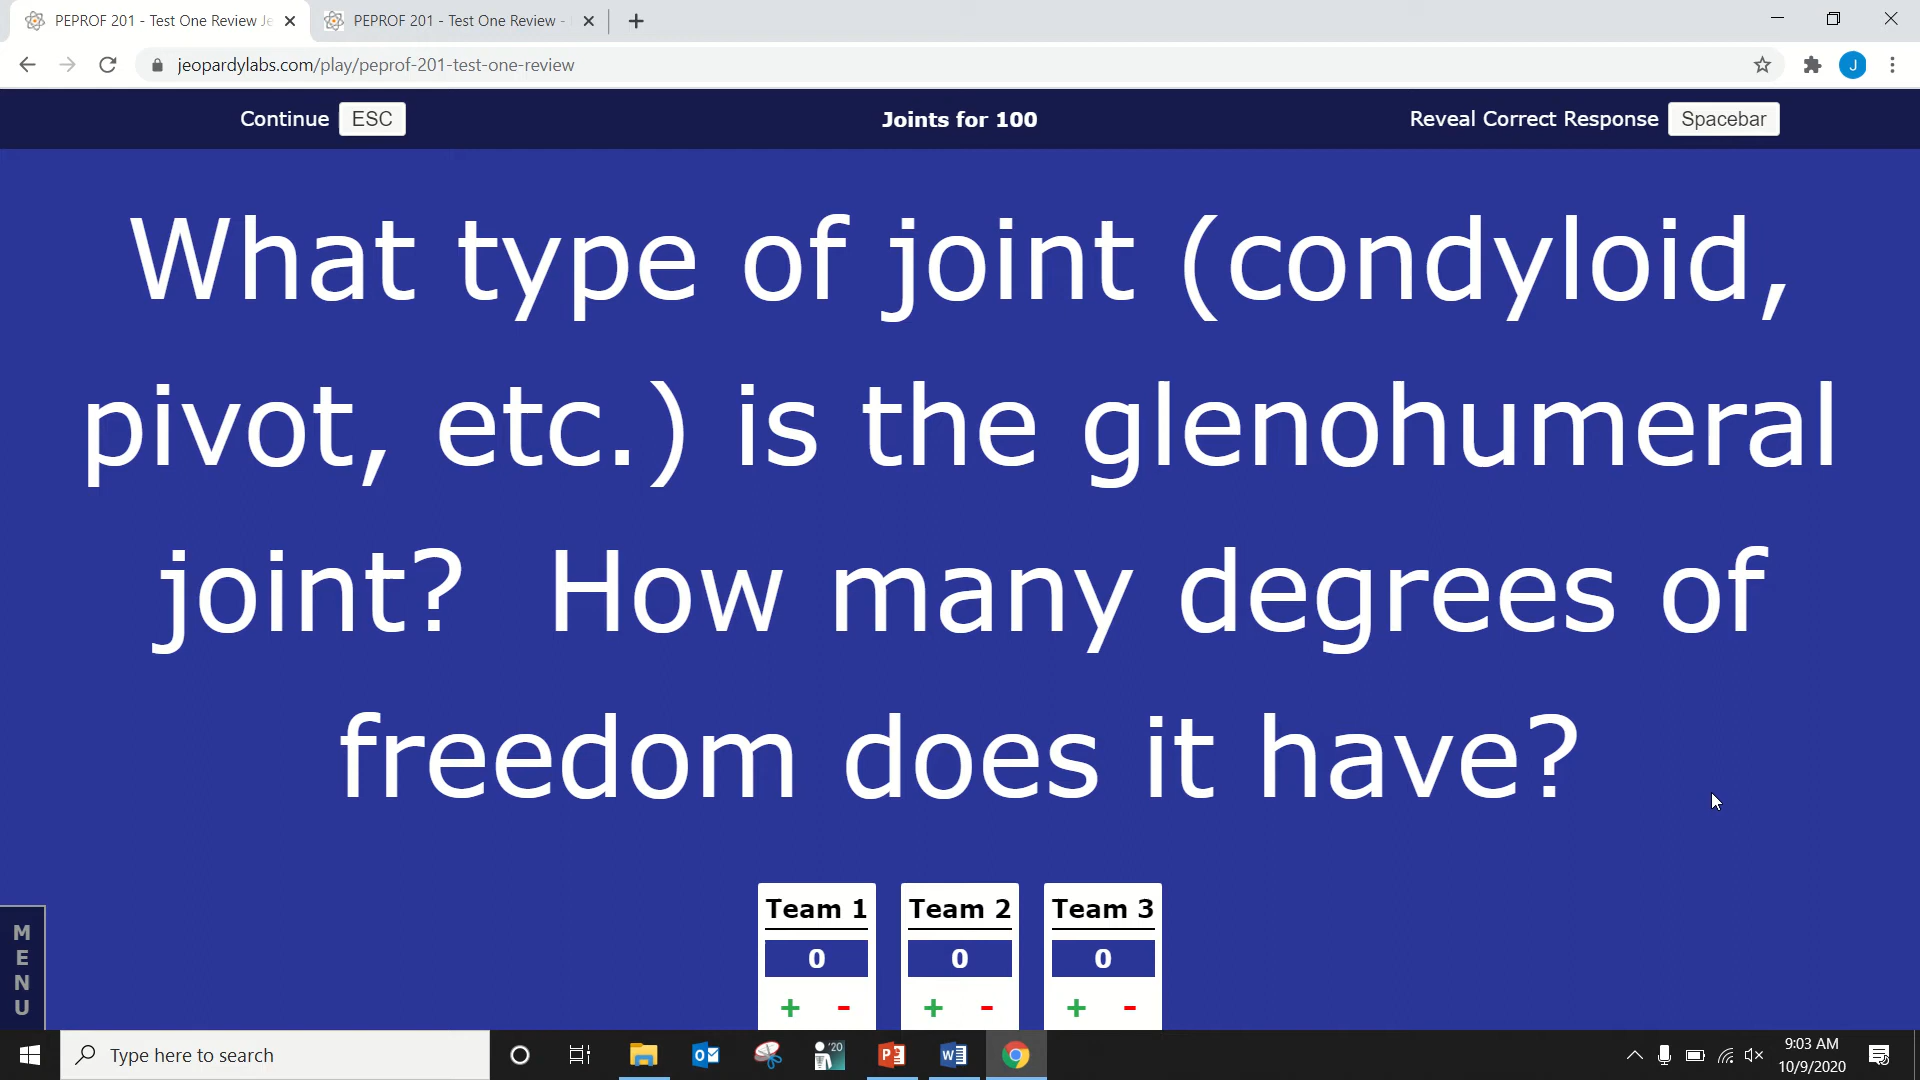 PEPROF 201 - Test One Review Je
PEPROF 201 - Test One Review -
jeopardylabs.com/play/peprof-201-test-one-review
J
Continue ESC
Joints for 100
Reveal Correct Response Spacebar
What type of joint (condyloid,
pivot, etc.) is the glenohumeral
joint?  How many degrees of
freedom does it have?
MENU
Team 1 Team 2 Team 3
0 0 0
+ - + - + -
Type here to search
'20
9:03 AM
10/9/2020